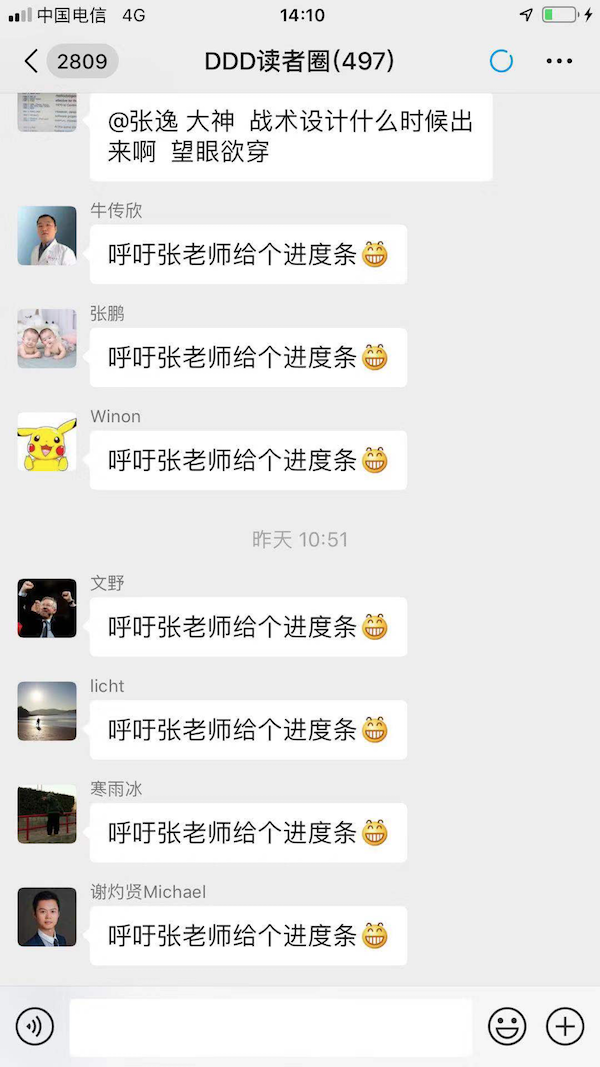 中国电信 4G
14:10
2809
DDD读者圈(497)
@张逸 大神 战术设计什么时候出
来啊 望眼欲穿
牛传欣
呼吁张老师给个进度条😁
张鹏
呼吁张老师给个进度条😁
Winon
呼吁张老师给个进度条😁
昨天 10:51
文野
呼吁张老师给个进度条😁
licht
呼吁张老师给个进度条😁
寒雨冰
呼吁张老师给个进度条😁
谢灼贤Michael
呼吁张老师给个进度条😁